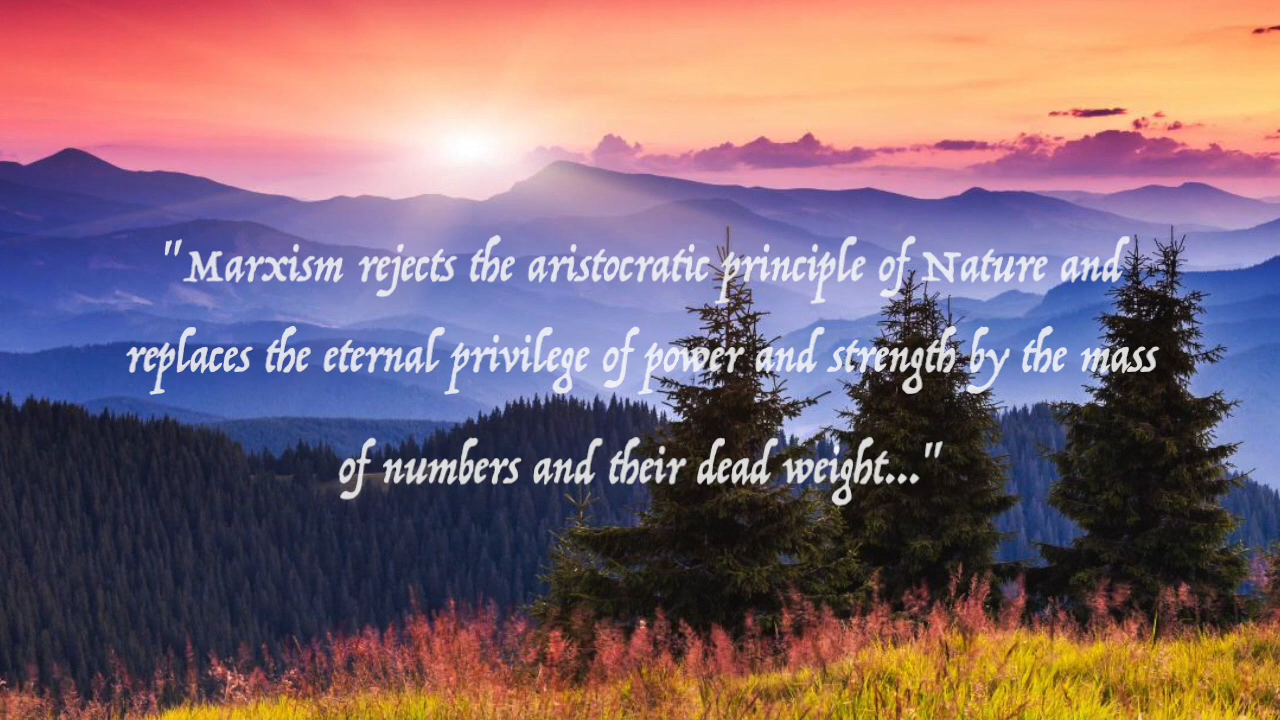 "Marxism rejects the aristocratic principle of Nature and
replaces the eternal privilege of power and strength by the mass
of numbers and their dead weight..."